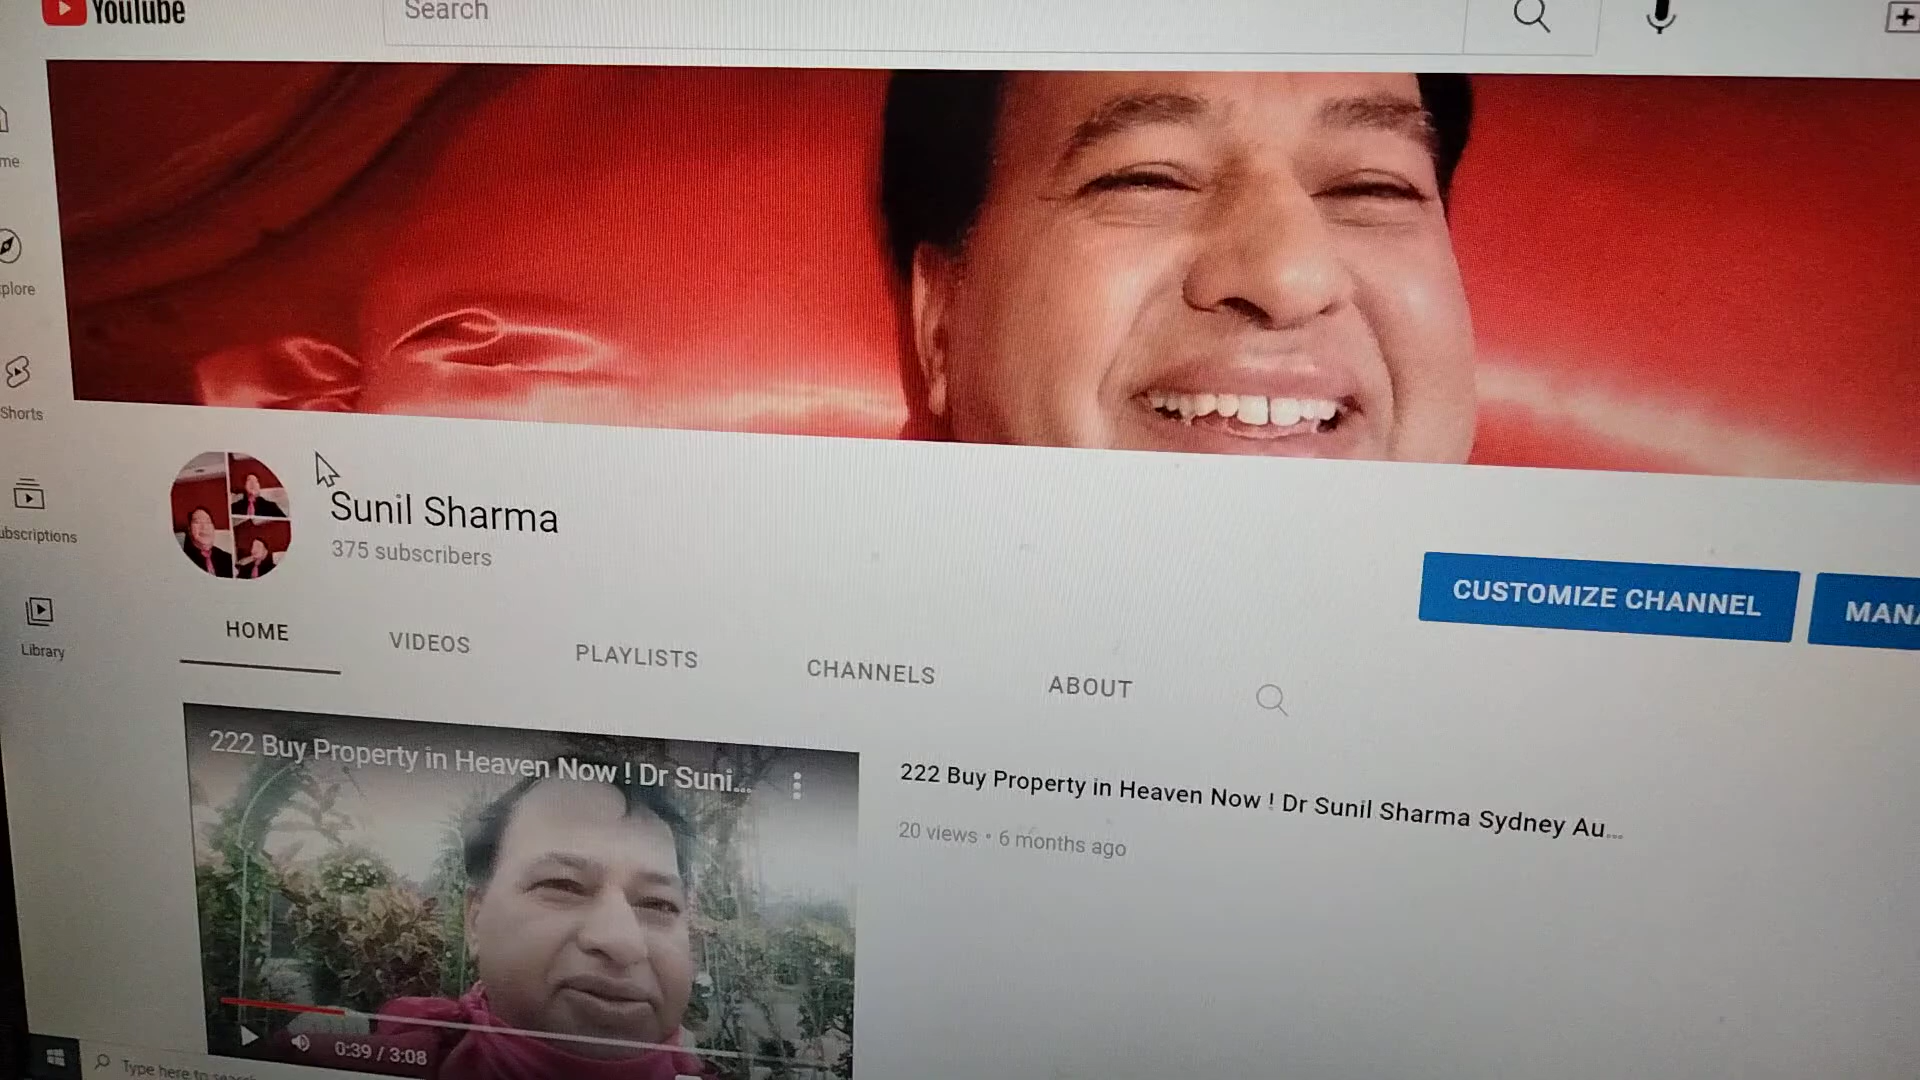 YouTube
Search
me
plore
Shorts
ubscriptions
Library
Sunil Sharma
375 subscribers
CUSTOMIZE CHANNEL
MANA
HOME
VIDEOS
PLAYLISTS
CHANNELS
ABOUT
222 Buy Property in Heaven Now ! Dr Suni...
222 Buy Property in Heaven Now ! Dr Sunil Sharma Sydney Au...
20 views • 6 months ago
0:39 / 3:08
Type here to search